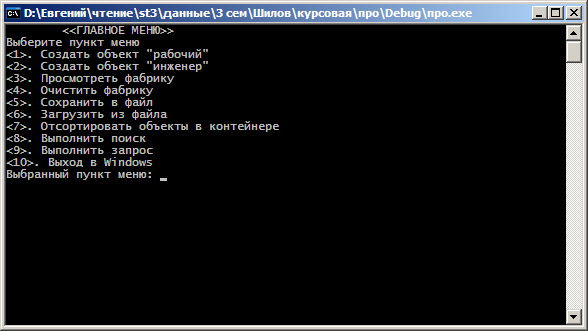 D:\Евгений\чтение\st3\данные\3 сем\Шилов\курсовая\про\Debug\про.exe
<<ГЛАВНОЕ МЕНЮ>>
Выберите пункт меню
<1>. Создать объект "рабочий"
<2>. Создать объект "инженер"
<3>. Просмотреть фабрику
<4>. Очистить фабрику
<5>. Сохранить в файл
<6>. Загрузить из файла
<7>. Отсортировать объекты в контейнере
<8>. Выполнить поиск
<9>. Выполнить запрос
<10>. Выход в Windows
Выбранный пункт меню: _